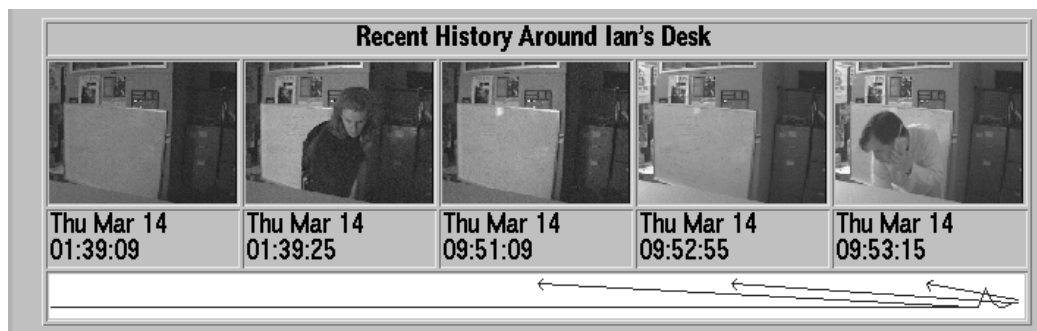 Recent History Around Ian's Desk
Thu Mar 14
01:39:09
Thu Mar 14
01:39:25
Thu Mar 14
09:51:09
Thu Mar 14
09:52:55
Thu Mar 14
09:53:15